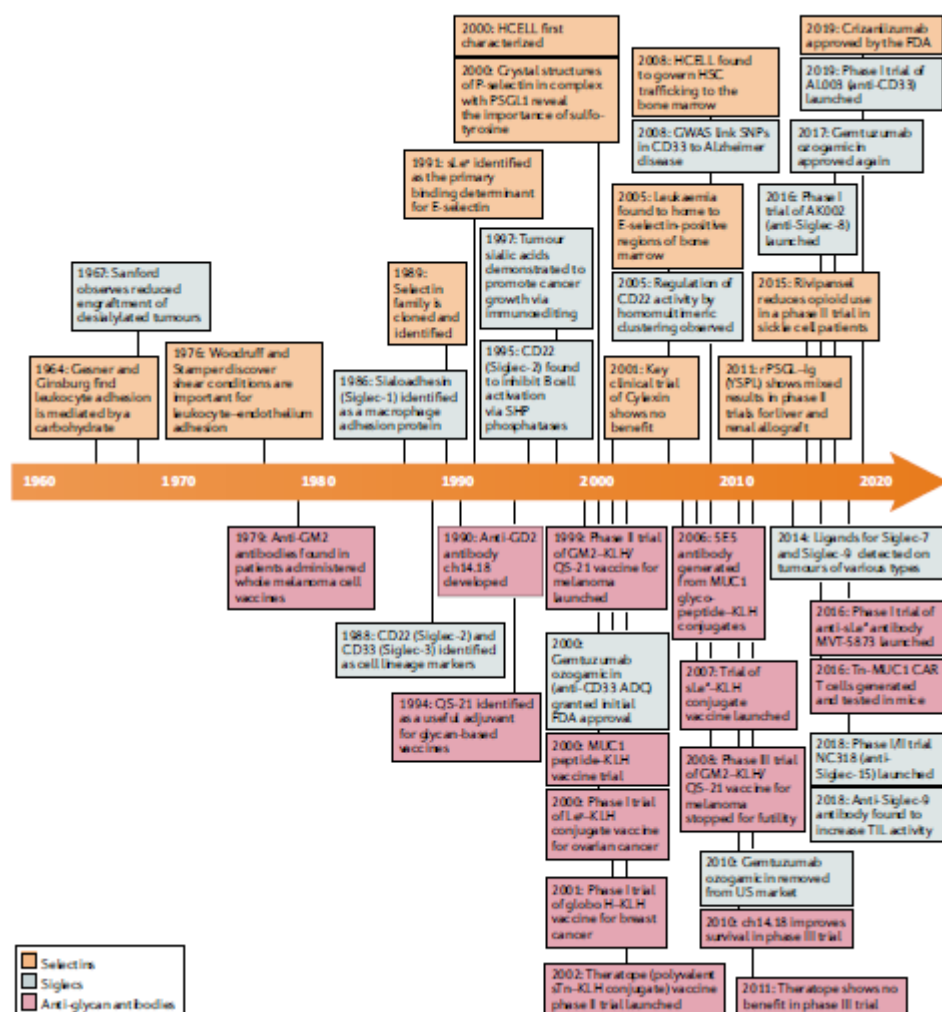 2000: HCELL first
characterized
2000: Crystal structures
of P-selectin in complex
with PSGL1 reveal
the importance of sulfo-
tyrosine
2008: HCELL found
to govern HSC
trafficking to the
bone marrow
2008: GWAS link SNPs
in CD33 to Alzheimer
disease
2019: Crizanlizumab
approved by the FDA
2019: Phase I trial of
AL003 (anti-CD33)
launched
2017: Gemtuzumab
ozogamicin
approved again
1991: sLeˣ identified
as the primary
binding determinant
for E-selectin
2005: Leukaemia
found to home to
E-selectin-positive
regions of bone
marrow
2016: Phase I
trial of AK002
(anti-Siglec-8)
launched
1967: Sanford
observes reduced
engraftment of
desialylated tumours
1989:
Selectin
family is
cloned and
identified
1997: Tumour
sialic acids
demonstrated to
promote cancer
growth via
immunoediting
2005: Regulation of
CD22 activity by
homomultimeric
clustering observed
2015: Rivipansel
reduces opioid use
in a phase II trial in
sickle cell patients
1964: Gesner and
Ginsburg find
leukocyte adhesion
is mediated by a
carbohydrate
1976: Woodruff and
Stamper discover
shear conditions are
important for
leukocyte–endothelium
adhesion
1986: Sialoadhesin
(Siglec-1) identified
as a macrophage
adhesion protein
1995: CD22
(Siglec-2) found
to inhibit B cell
activation
via SHP
phosphatases
2001: Key
clinical trial
of Cylexin
shows no
benefit
2011: rPSGL-Ig
(YSPL) shows mixed
results in phase II
trials for liver and
renal allograft
1960 1970 1980 1990 2000 2010 2020
1979: Anti-GM2
antibodies found in
patients administered
whole melanoma cell
vaccines
1990: Anti-GD2
antibody
ch14.18
developed
1999: Phase II trial
of GM2–KLH/
QS-21 vaccine for
melanoma
launched
2006: 5E5
antibody
generated
from MUC1
glyco-
peptide–KLH
conjugates
2014: Ligands for Siglec-7
and Siglec-9 detected on
tumours of various types
1988: CD22 (Siglec-2) and
CD33 (Siglec-3) identified
as cell lineage markers
2000:
Gemtuzumab
ozogamicin
(anti-CD33 ADC)
granted initial
FDA approval
2016: Phase I trial of
anti-sLeᵃ antibody
MVT-5873 launched
2007: Trial of
sLeᵃ–KLH
conjugate
vaccine launched
2016: Tn–MUC1 CAR
T cells generated
and tested in mice
1994: QS-21 identified
as a useful adjuvant
for glycan-based
vaccines
2000: MUC1
peptide–KLH
vaccine trial
2008: Phase III trial
of GM2–KLH/
QS-21 vaccine for
melanoma
stopped for futility
2018: Phase I/II trial
NC318 (anti-
Siglec-15) launched
2018: Anti-Siglec-9
antibody found to
increase TIL activity
2000: Phase I trial
of Leʸ–KLH
conjugate vaccine
for ovarian cancer
2010: Gemtuzumab
ozogamicin removed
from US market
2001: Phase I trial
of globo H–KLH
vaccine for breast
cancer
2010: ch14.18 improves
survival in phase III trial
2002: Theratope (polyvalent
sTn–KLH conjugate) vaccine
phase II trial launched
2011: Theratope shows no
benefit in phase III trial
Selectins
Siglecs
Anti-glycan antibodies